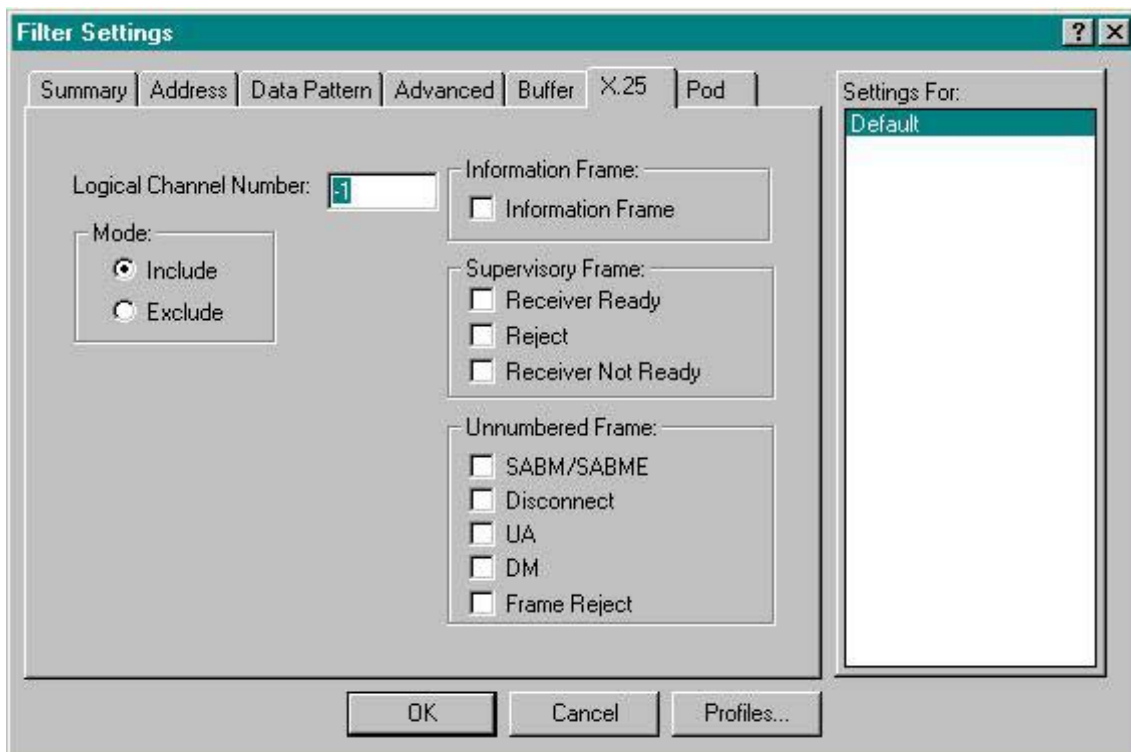 Filter Settings
Summary Address Data Pattern Advanced Buffer X.25 Pod
Settings For:
Default
Logical Channel Number: -1
Mode:
Include
Exclude
Information Frame:
Information Frame
Supervisory Frame:
Receiver Ready
Reject
Receiver Not Ready
Unnumbered Frame:
SABM/SABME
Disconnect
UA
DM
Frame Reject
OK Cancel Profiles...